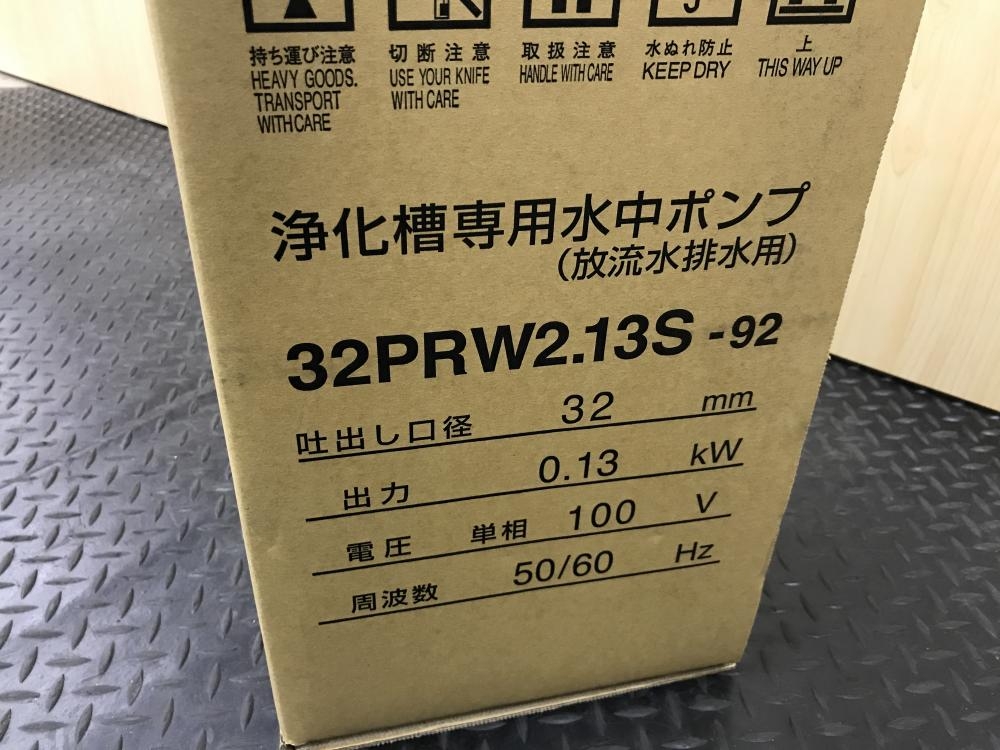 持ち運び注意
HEAVY GOODS.
TRANSPORT
WITH CARE
切断注意
USE YOUR KNIFE
WITH CARE
取扱注意
HANDLE WITH CARE
水ぬれ防止
KEEP DRY
上
THIS WAY UP
浄化槽専用水中ポンプ
(放流水排水用)
32PRW2.13S -92
吐出し口径 32 mm
出力 0.13 kW
電圧 単相 100 V
周波数 50/60 Hz